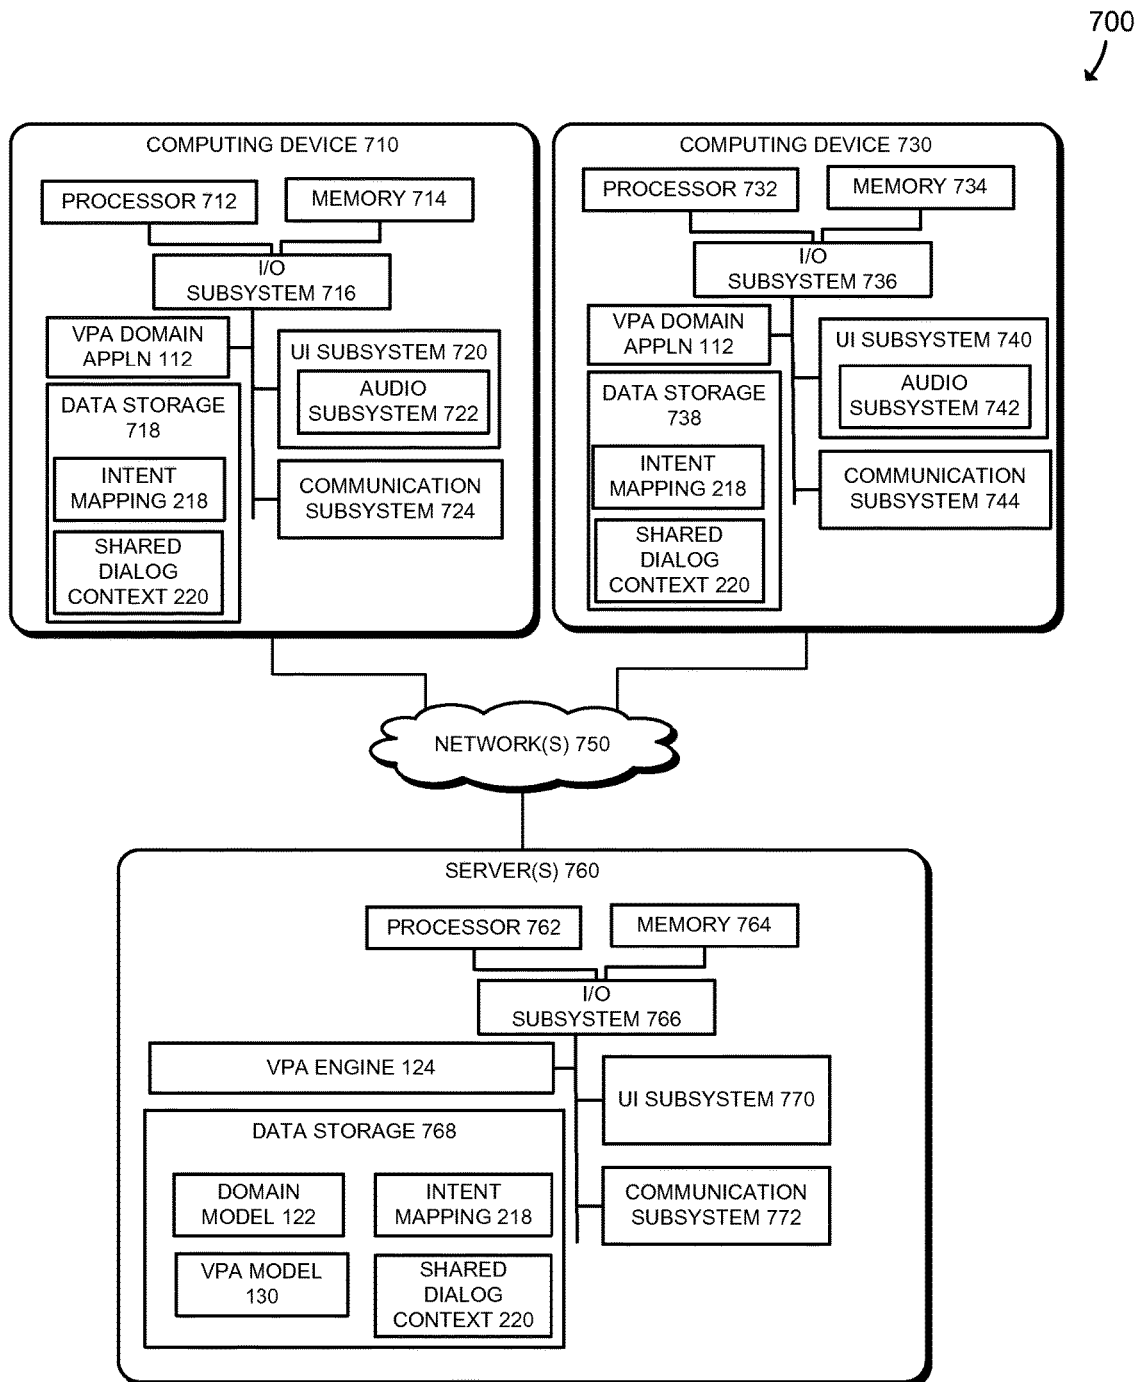 700
COMPUTING DEVICE 710
PROCESSOR 712
MEMORY 714
I/O
SUBSYSTEM 716
VPA DOMAIN
APPLN 112
UI SUBSYSTEM 720
AUDIO
SUBSYSTEM 722
DATA STORAGE
718
INTENT
MAPPING 218
SHARED
DIALOG
CONTEXT 220
COMMUNICATION
SUBSYSTEM 724
COMPUTING DEVICE 730
PROCESSOR 732
MEMORY 734
I/O
SUBSYSTEM 736
VPA DOMAIN
APPLN 112
UI SUBSYSTEM 740
AUDIO
SUBSYSTEM 742
DATA STORAGE
738
INTENT
MAPPING 218
SHARED
DIALOG
CONTEXT 220
COMMUNICATION
SUBSYSTEM 744
NETWORK(S) 750
SERVER(S) 760
PROCESSOR 762
MEMORY 764
I/O
SUBSYSTEM 766
VPA ENGINE 124
UI SUBSYSTEM 770
DATA STORAGE 768
DOMAIN
MODEL 122
INTENT
MAPPING 218
VPA MODEL
130
SHARED
DIALOG
CONTEXT 220
COMMUNICATION
SUBSYSTEM 772